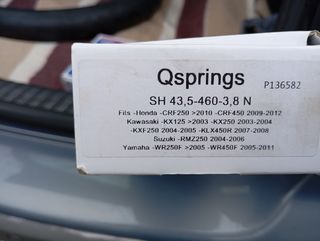 Qsprings
P136582
SH 43,5-460-3,8 N
Fits -Honda -CRF250 >2010 -CRF450 2009-2012
Kawasaki -KX125 >2003 -KX250 2003-2004
-KXF250 2004-2005 -KLX450R 2007-2008
Suzuki -RMZ250 2004-2006
Yamaha -WR250F >2005 -WR450F 2005-2011